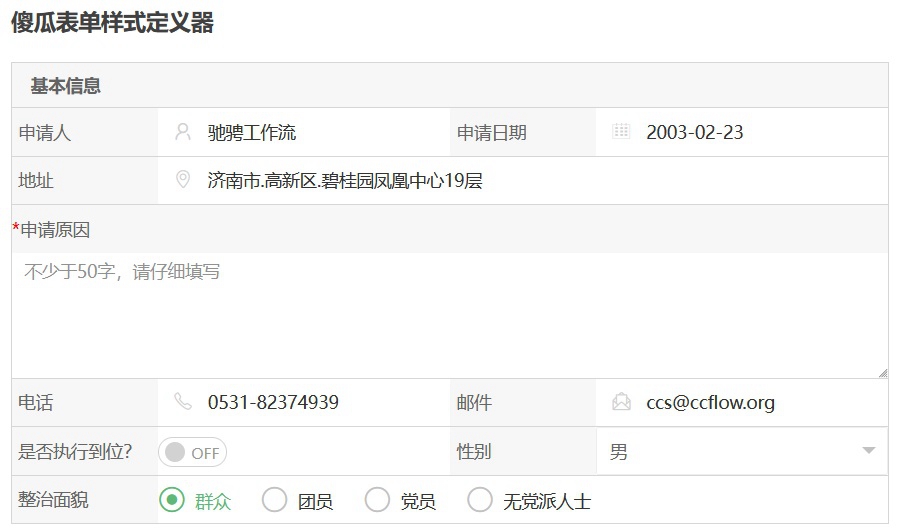 傻瓜表单样式定义器
基本信息
申请人 驰骋工作流 申请日期 2003-02-23
地址 济南市.高新区.碧桂园凤凰中心19层
*申请原因
不少于50字，请仔细填写
电话 0531-82374939 邮件 ccs@ccflow.org
是否执行到位? OFF 性别 男
整治面貌 群众 团员 党员 无党派人士